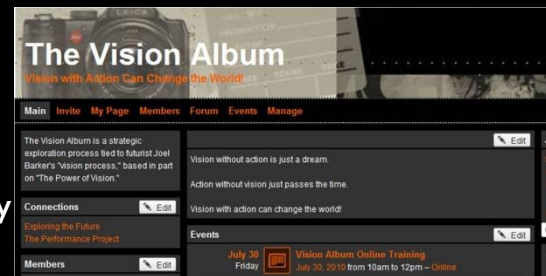 LEICA
The Vision Album
Vision with Action Can Change the World!
Main Invite My Page Members Forum Events Manage
The Vision Album is a strategic
exploration process tied to futurist Joel
Barker's "vision process," based in part
on "The Power of Vision."
Connections Edit
Exploring the Future
The Performance Project
Members Edit
Edit
Vision without action is just a dream.
Action without vision just passes the time.
Vision with action can change the world!
Events Edit
July 30
Friday
Vision Album Online Training
July 30, 2010 from 10am to 12pm – Online
y